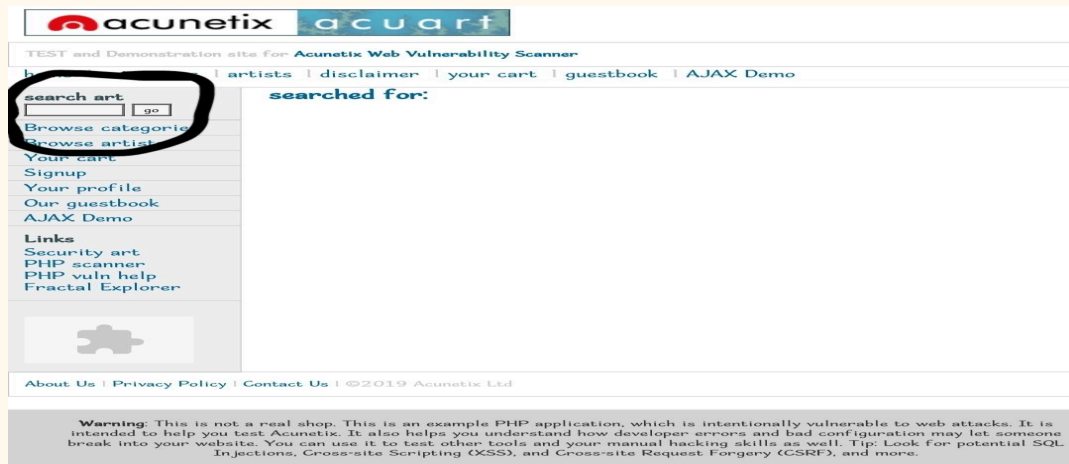 acunetix acuart
TEST and Demonstration site for Acunetix Web Vulnerability Scanner
artists | disclaimer | your cart | guestbook | AJAX Demo
search art
go
searched for:
Browse categorie
Browse artist
Your cart
Signup
Your profile
Our guestbook
AJAX Demo
Links
Security art
PHP scanner
PHP vuln help
Fractal Explorer
About Us | Privacy Policy | Contact Us | ©2019 Acunetix Ltd
Warning: This is not a real shop. This is an example PHP application, which is intentionally vulnerable to web attacks. It is
intended to help you test Acunetix. It also helps you understand how developer errors and bad configuration may let someone
break into your website. You can use it to test other tools and your manual hacking skills as well. Tip: Look for potential SQL
Injections, Cross-site Scripting (XSS), and Cross-site Request Forgery (CSRF), and more.